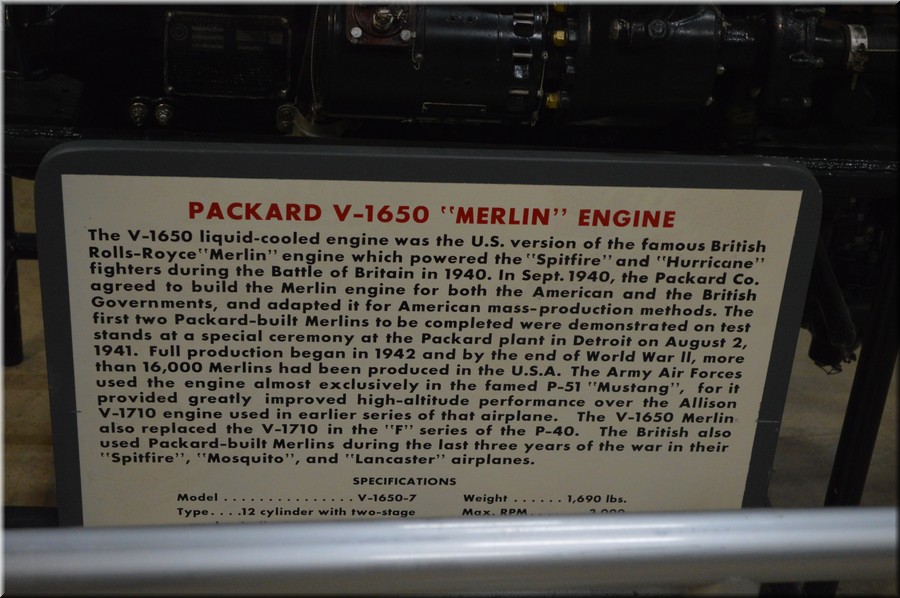 PACKARD V-1650 "MERLIN" ENGINE
The V-1650 liquid-cooled engine was the U.S. version of the famous British
Rolls-Royce "Merlin" engine which powered the "Spitfire" and "Hurricane"
fighters during the Battle of Britain in 1940. In Sept. 1940, the Packard Co.
agreed to build the Merlin engine for both the American and the British
Governments, and adapted it for American mass-production methods. The
first two Packard-built Merlins to be completed were demonstrated on test
stands at a special ceremony at the Packard plant in Detroit on August 2,
1941. Full production began in 1942 and by the end of World War II, more
than 16,000 Merlins had been produced in the U.S.A. The Army Air Forces
used the engine almost exclusively in the famed P-51 "Mustang", for it
provided greatly improved high-altitude performance over the Allison
V-1710 engine used in earlier series of that airplane. The V-1650 Merlin
also replaced the V-1710 in the "F" series of the P-40. The British also
used Packard-built Merlins during the last three years of the war in their
"Spitfire", "Mosquito", and "Lancaster" airplanes.
SPECIFICATIONS
Model . . . . . . . . . . . . . . . V-1650-7 Weight . . . . . . 1,690 lbs.
Type. . . .12 cylinder with two-stage Max. RPM . . . . . . 3,000